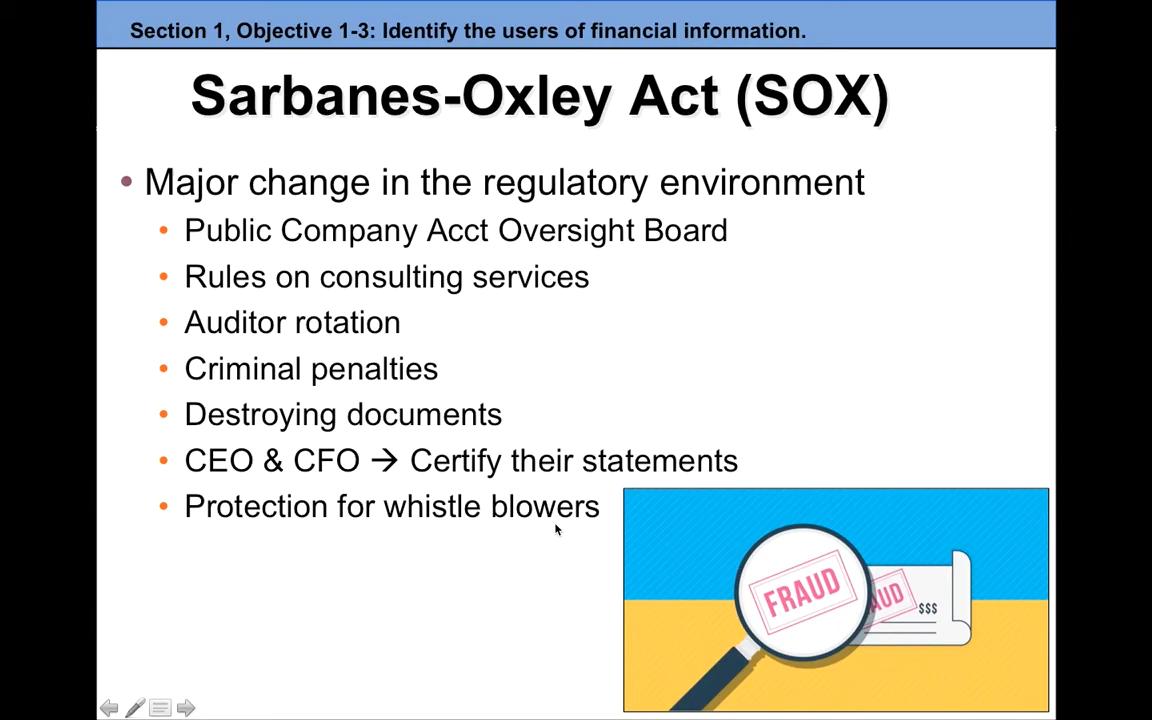 Section 1, Objective 1-3: Identify the users of financial information.
Sarbanes-Oxley Act (SOX)
• Major change in the regulatory environment
• Public Company Acct Oversight Board
• Rules on consulting services
• Auditor rotation
• Criminal penalties
• Destroying documents
• CEO & CFO → Certify their statements
• Protection for whistle blowers
FRAUD
AUD
$$$